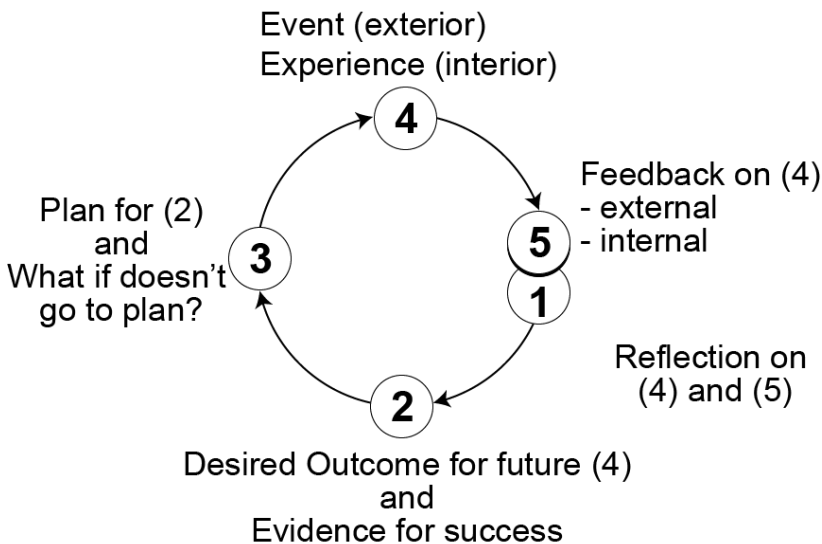 Event (exterior)
Experience (interior)
4
Feedback on (4)
- external
- internal
5
1
Reflection on
(4) and (5)
2
Desired Outcome for future (4)
and
Evidence for success
3
Plan for (2)
and
What if doesn't
go to plan?